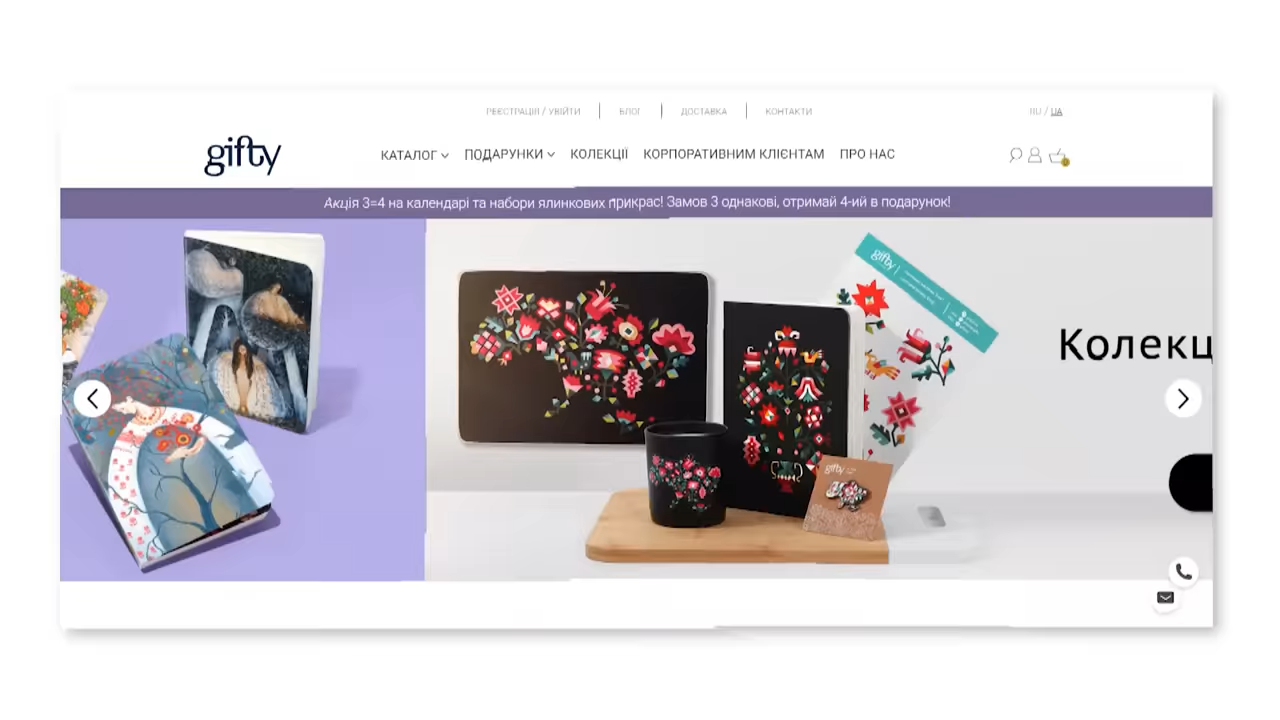 РЕЄСТРАЦІЯ / УВІЙТИ
БЛОГ
ДОСТАВКА
КОНТАКТИ
RU / UA
gifty
КАТАЛОГ
ПОДАРУНКИ
КОЛЕКЦІЇ
КОРПОРАТИВНИМ КЛІЄНТАМ
ПРО НАС
Акція 3=4 на календарі та набори ялинкових прикрас! Замов 3 однакові, отримай 4-ий в подарунок!
gifty
Колекц
gifty